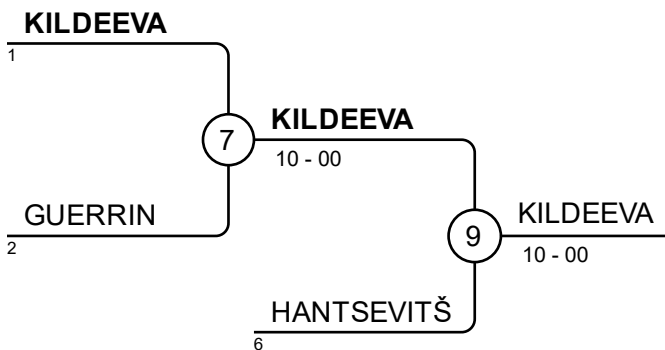 KILDEEVA
1
7
KILDEEVA
10 - 00
GUERRIN
2
9
KILDEEVA
10 - 00
HANTSEVITŠ
6